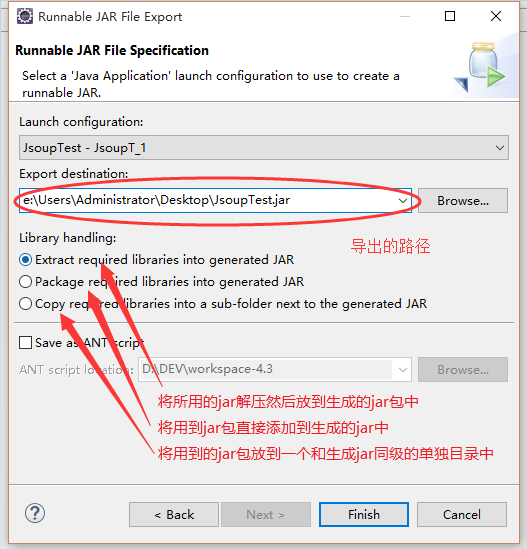 Runnable JAR File Export
Runnable JAR File Specification
Select a 'Java Application' launch configuration to use to create a
runnable JAR.
Launch configuration:
JsoupTest - JsoupT_1
Export destination:
e:\Users\Administrator\Desktop\JsoupTest.jar
Browse...
Library handling:
导出的路径
Extract required libraries into generated JAR
Package required libraries into generated JAR
Copy required libraries into a sub-folder next to the generated JAR
Save as ANT script
ANT script location:
D:\DEV\workspace-4.3
Browse...
将所用的jar解压然后放到生成的jar包中
将用到jar包直接添加到生成的jar中
将用到的jar包放到一个和生成jar同级的单独目录中
?
< Back
Next >
Finish
Cancel